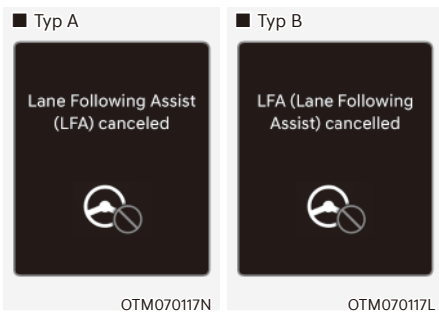 ■ Typ A
Lane Following Assist
(LFA) canceled
OTM070117N
■ Typ B
LFA (Lane Following
Assist) cancelled
OTM070117L